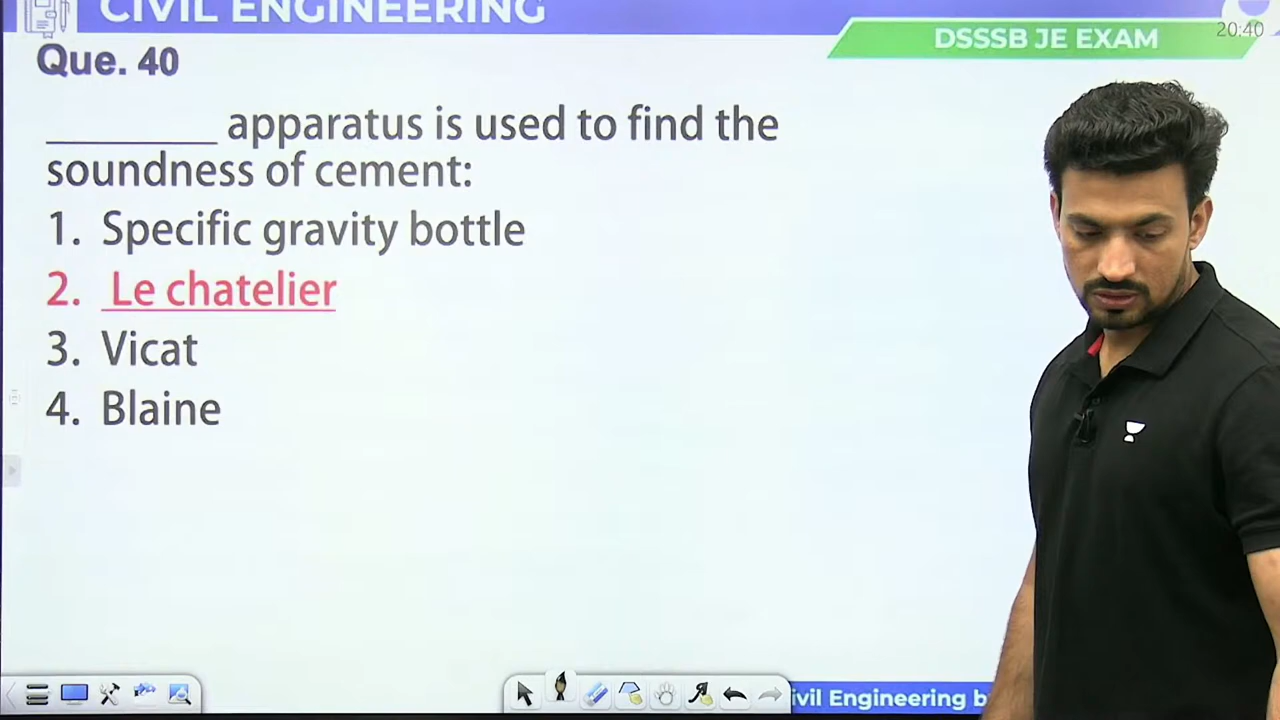 CIVIL ENGINEERING
DSSSB JE EXAM
20:40
Que. 40
________ apparatus is used to find the
soundness of cement:
1. Specific gravity bottle
2. Le chatelier
3. Vicat
4. Blaine
ivil Engineering b